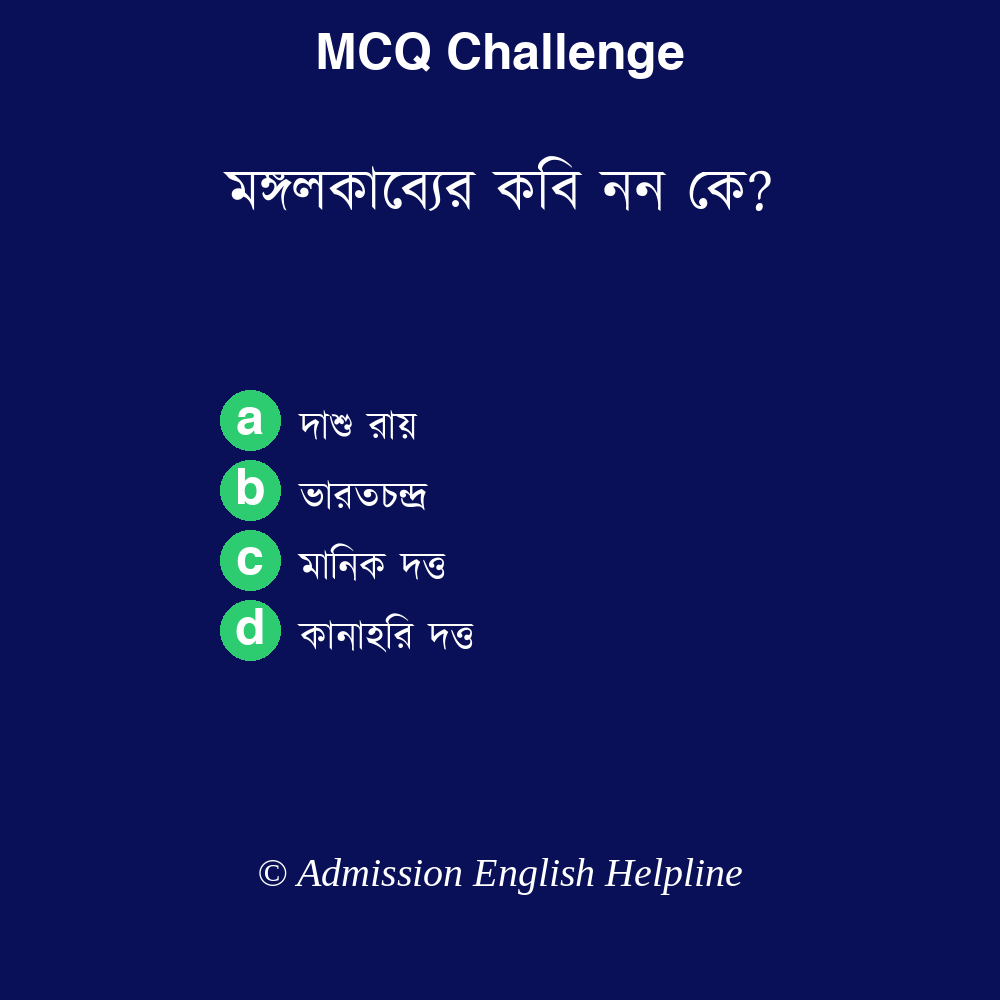 MCQ Challenge
মঙ্গলকাব্যের কবি নন কে?
a দাশু রায়
b ভারতচন্দ্র
c মানিক দত্ত
d কানাহরি দত্ত
© Admission English Helpline